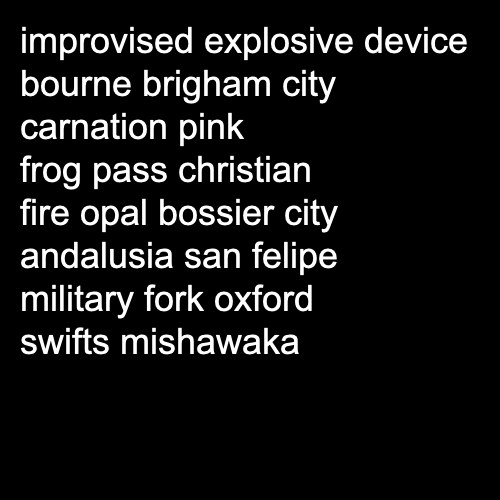 improvised explosive device
bourne brigham city
carnation pink
frog pass christian
fire opal bossier city
andalusia san felipe
military fork oxford
swifts mishawaka